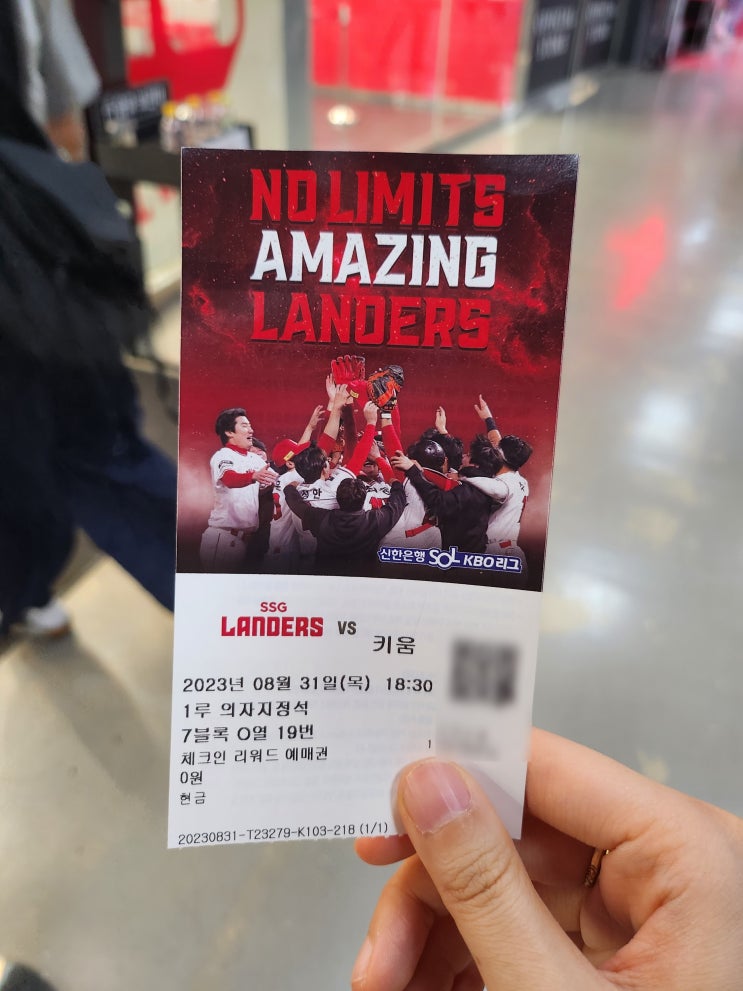 NO LIMITS
AMAZING
LANDERS
신한은행 SOL KBO 리그
SSG
LANDERS VS 키움
2023년 08월 31일(목) 18:30
1루 의자지정석
7블록 O열 19번
체크인 리워드 예매권 1
0원
현금
20230831-T23279-K103-218 (1/1)